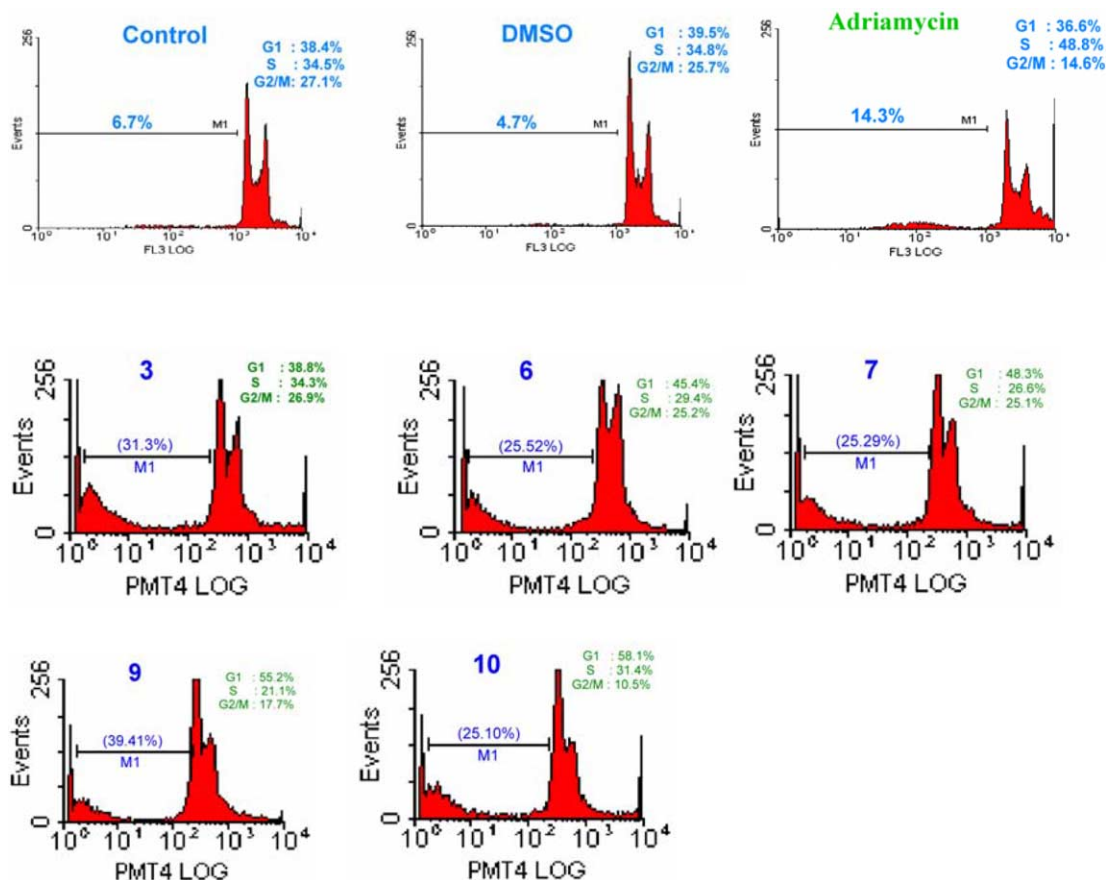 Control
G1 : 38.4%
S : 34.5%
G2/M: 27.1%
256
Events
0
6.7%
M1
10⁰ 10¹ 10² 10³ 10⁴
FL3 LOG
DMSO
G1 : 39.5%
S : 34.8%
G2/M: 25.7%
256
Events
0
4.7%
M1
10⁰ 10¹ 10² 10³ 10⁴
FL3 LOG
Adriamycin
G1 : 36.6%
S : 48.8%
G2/M : 14.6%
256
Events
0
14.3%
M1
10⁰ 10¹ 10² 10³ 10⁴
FL3 LOG
3
G1 : 38.8%
S : 34.3%
G2/M : 26.9%
256
Events
0
(31.3%)
M1
10⁰ 10¹ 10² 10³ 10⁴
PMT4 LOG
6
G1 : 45.4%
S : 29.4%
G2/M : 25.2%
256
Events
0
(25.52%)
M1
10⁰ 10¹ 10² 10³ 10⁴
PMT4 LOG
7
G1 : 48.3%
S : 26.6%
G2/M : 25.1%
256
Events
0
(25.29%)
M1
10⁰ 10¹ 10² 10³ 10⁴
PMT4 LOG
9
G1 : 55.2%
S : 21.1%
G2/M : 17.7%
256
Events
0
(39.41%)
M1
10⁰ 10¹ 10² 10³ 10⁴
PMT4 LOG
10
G1 : 58.1%
S : 31.4%
G2/M : 10.5%
256
Events
0
(25.10%)
M1
10⁰ 10¹ 10² 10³ 10⁴
PMT4 LOG